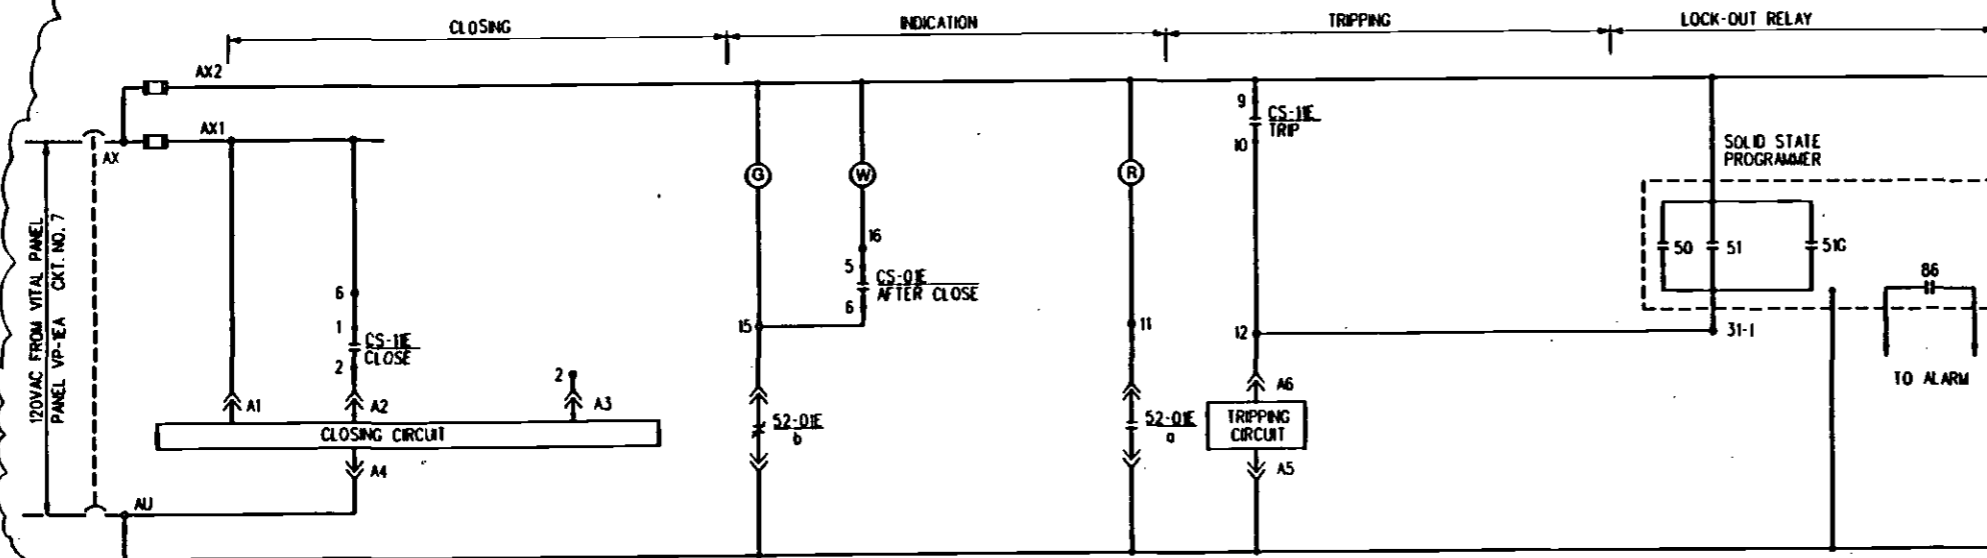 CLOSING
INDICATION
TRIPPING
LOCK-OUT RELAY
AX2
AX1
AX
120VAC FROM VITAL PANEL
PANEL VP-1EA CKT. NO. 7
6
1
CS-11E
CLOSE
2
A1
A2
2
A3
CLOSING CIRCUIT
A4
AU
G
W
16
5
CS-01E
AFTER CLOSE
6
15
52-01E
b
R
11
52-01E
a
9
CS-11E
TRIP
10
12
A6
TRIPPING
CIRCUIT
A5
SOLID STATE
PROGRAMMER
50
51
51G
31-1
86
TO ALARM